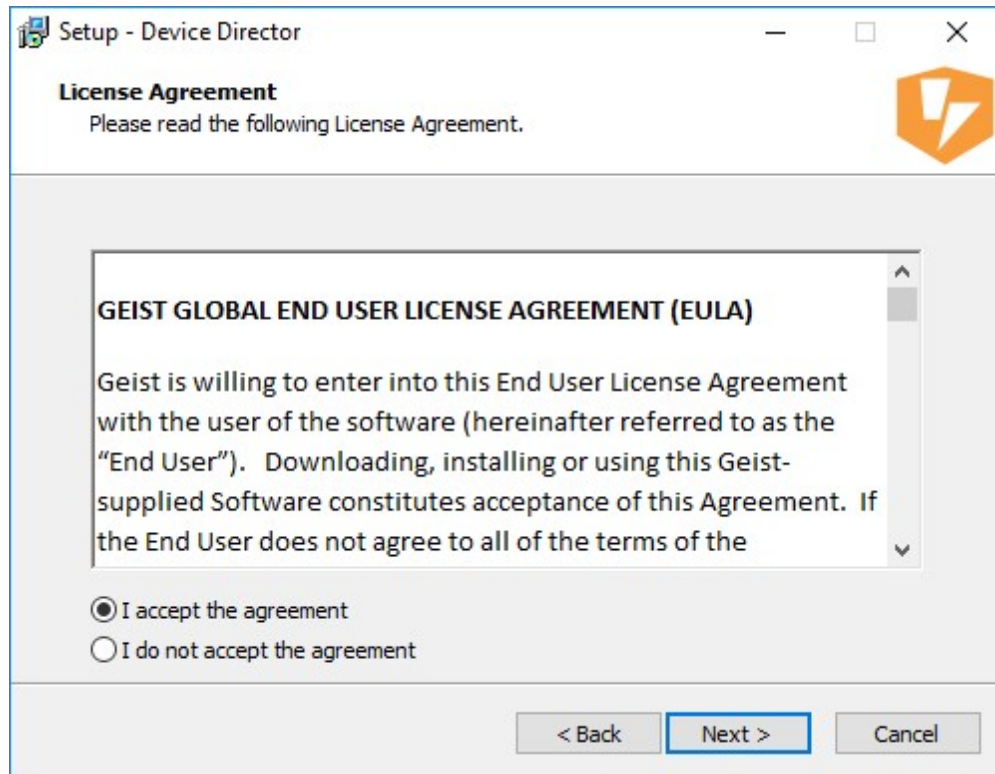 Setup - Device Director
License Agreement
Please read the following License Agreement.
GEIST GLOBAL END USER LICENSE AGREEMENT (EULA)
Geist is willing to enter into this End User License Agreement
with the user of the software (hereinafter referred to as the
“End User”).   Downloading, installing or using this Geist-
supplied Software constitutes acceptance of this Agreement.  If
the End User does not agree to all of the terms of the
I accept the agreement
I do not accept the agreement
< Back
Next >
Cancel